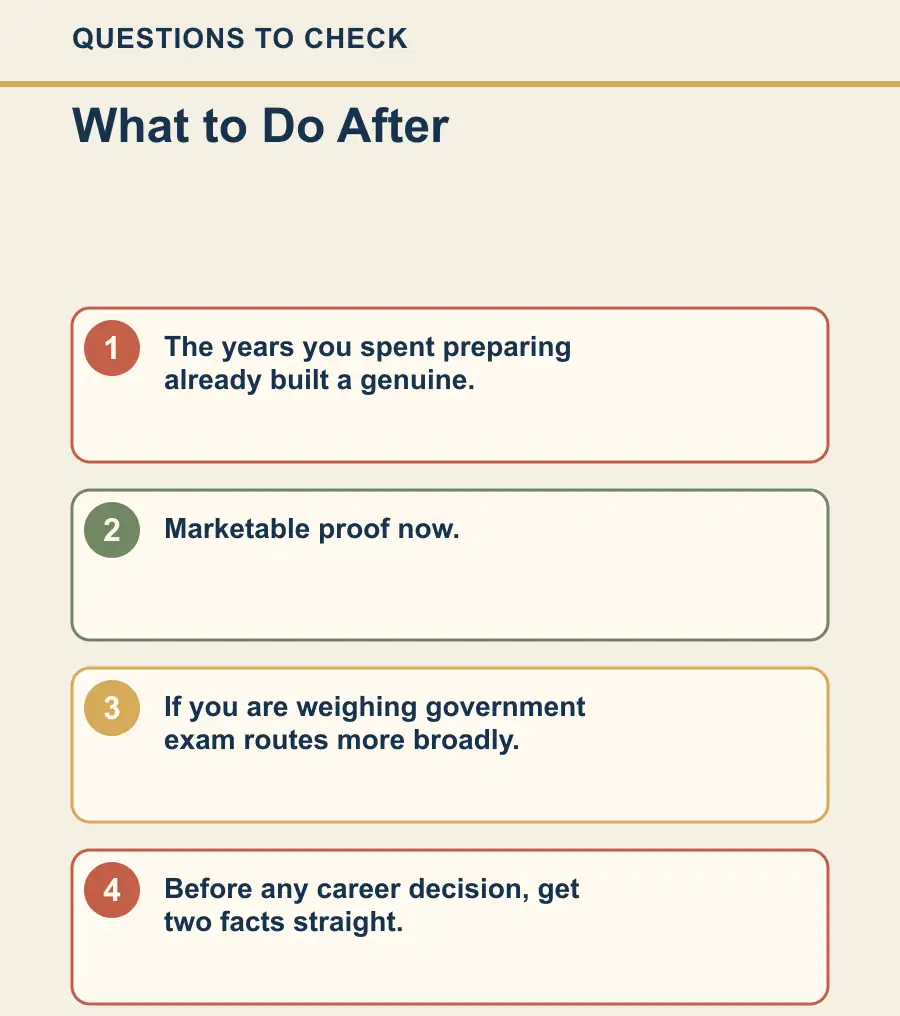 QUESTIONS TO CHECK
What to Do After
1
The years you spent preparing
already built a genuine.
2
Marketable proof now.
3
If you are weighing government
exam routes more broadly.
4
Before any career decision, get
two facts straight.